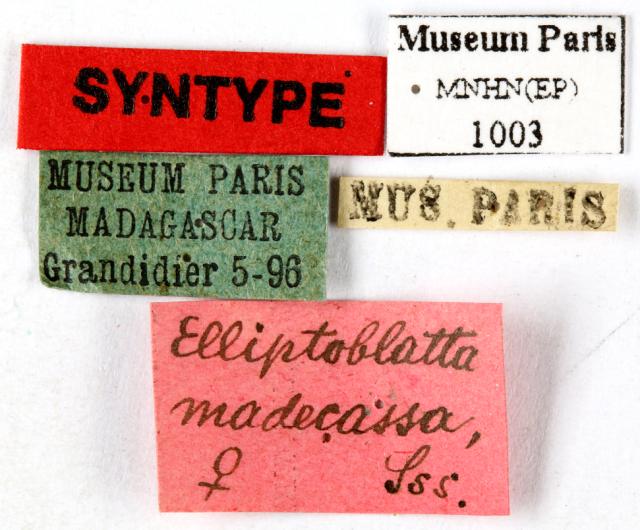 SYNTYPE
Museum Paris
MNHN(EP)
1003
MUSEUM PARIS
MADAGASCAR
Grandidier 5-96
MUS. PARIS
Elliptoblatta
madecassa,
♀ Sss.